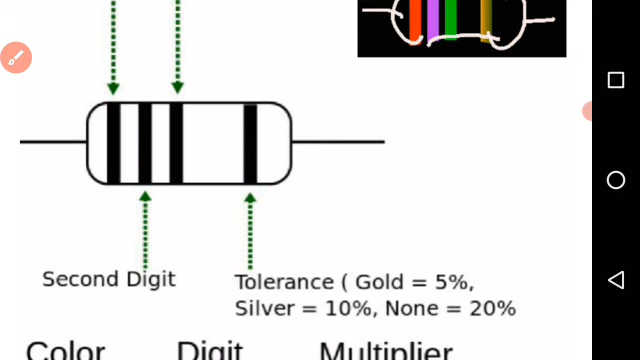 Second Digit
Tolerance ( Gold = 5%,
Silver = 10%, None = 20%
Color Digit Multiplier